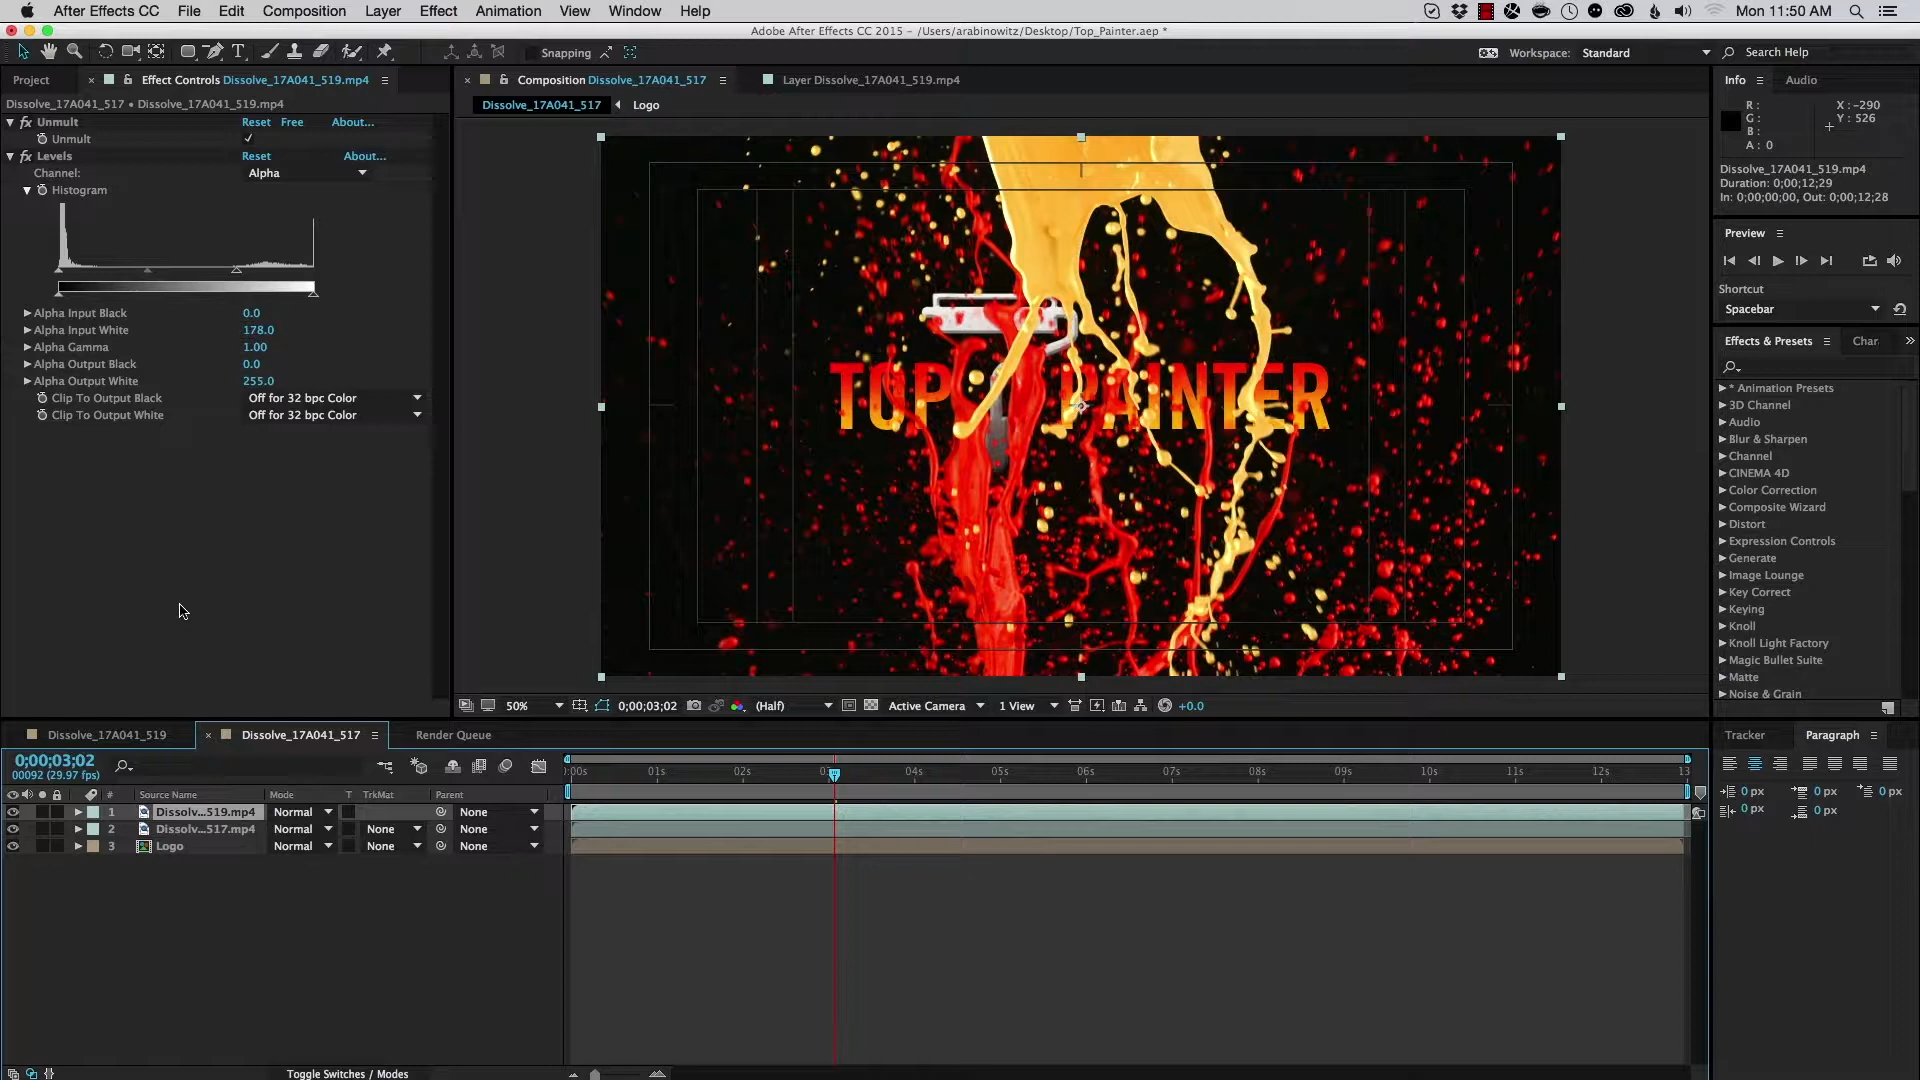 After Effects CC File Edit Composition Layer Effect Animation View Window Help
Mon 11:50 AM
Adobe After Effects CC 2015 - /Users/arabinowitz/Desktop/Top_Painter.aep *
Snapping
Workspace: Standard
Search Help
Project
Effect Controls Dissolve_17A041_519.mp4
Composition Dissolve_17A041_517
Layer Dissolve_17A041_519.mp4
Info Audio
Dissolve_17A041_517 • Dissolve_17A041_519.mp4
Dissolve_17A041_517 Logo
fx Unmult Reset Free About...
Unmult
fx Levels Reset About...
Channel: Alpha
Histogram
Alpha Input Black 0.0
Alpha Input White 178.0
Alpha Gamma 1.00
Alpha Output Black 0.0
Alpha Output White 255.0
Clip To Output Black Off for 32 bpc Color
Clip To Output White Off for 32 bpc Color
TOP PAINTER
R : X : -290
G : Y : 526
B :
A : 0
Dissolve_17A041_519.mp4
Duration: 0;00;12;29
In: 0;00;00;00, Out: 0;00;12;28
Preview
Shortcut
Spacebar
Effects & Presets Char
* Animation Presets
3D Channel
Audio
Blur & Sharpen
Channel
CINEMA 4D
Color Correction
Composite Wizard
Distort
Expression Controls
Generate
Image Lounge
Key Correct
Keying
Knoll
Knoll Light Factory
Magic Bullet Suite
Matte
Noise & Grain
50% 0;00;03;02 (Half) Active Camera 1 View +0.0
Dissolve_17A041_519 Dissolve_17A041_517 Render Queue
Tracker Paragraph
0;00;03;02
00092 (29.97 fps)
:00s 01s 02s 04s 05s 06s 07s 08s 09s 10s 11s 12s 13
# Source Name Mode T TrkMat Parent
1 Dissolv...519.mp4 Normal None
2 Dissolv...517.mp4 Normal None None
3 Logo Normal None None
0 px 0 px 0 px
0 px 0 px
Toggle Switches / Modes